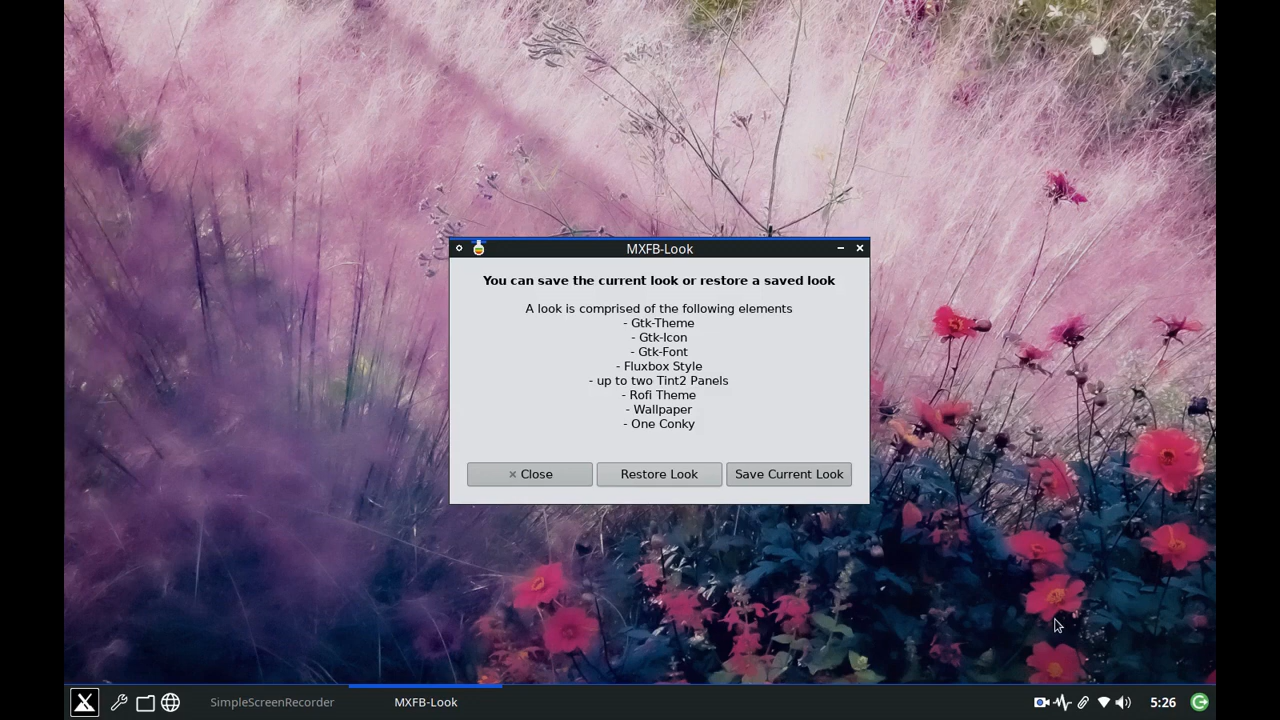 MXFB-Look
You can save the current look or restore a saved look
A look is comprised of the following elements
- Gtk-Theme
- Gtk-Icon
- Gtk-Font
- Fluxbox Style
- up to two Tint2 Panels
- Rofi Theme
- Wallpaper
- One Conky
Close Restore Look Save Current Look
SimpleScreenRecorder MXFB-Look 5:26